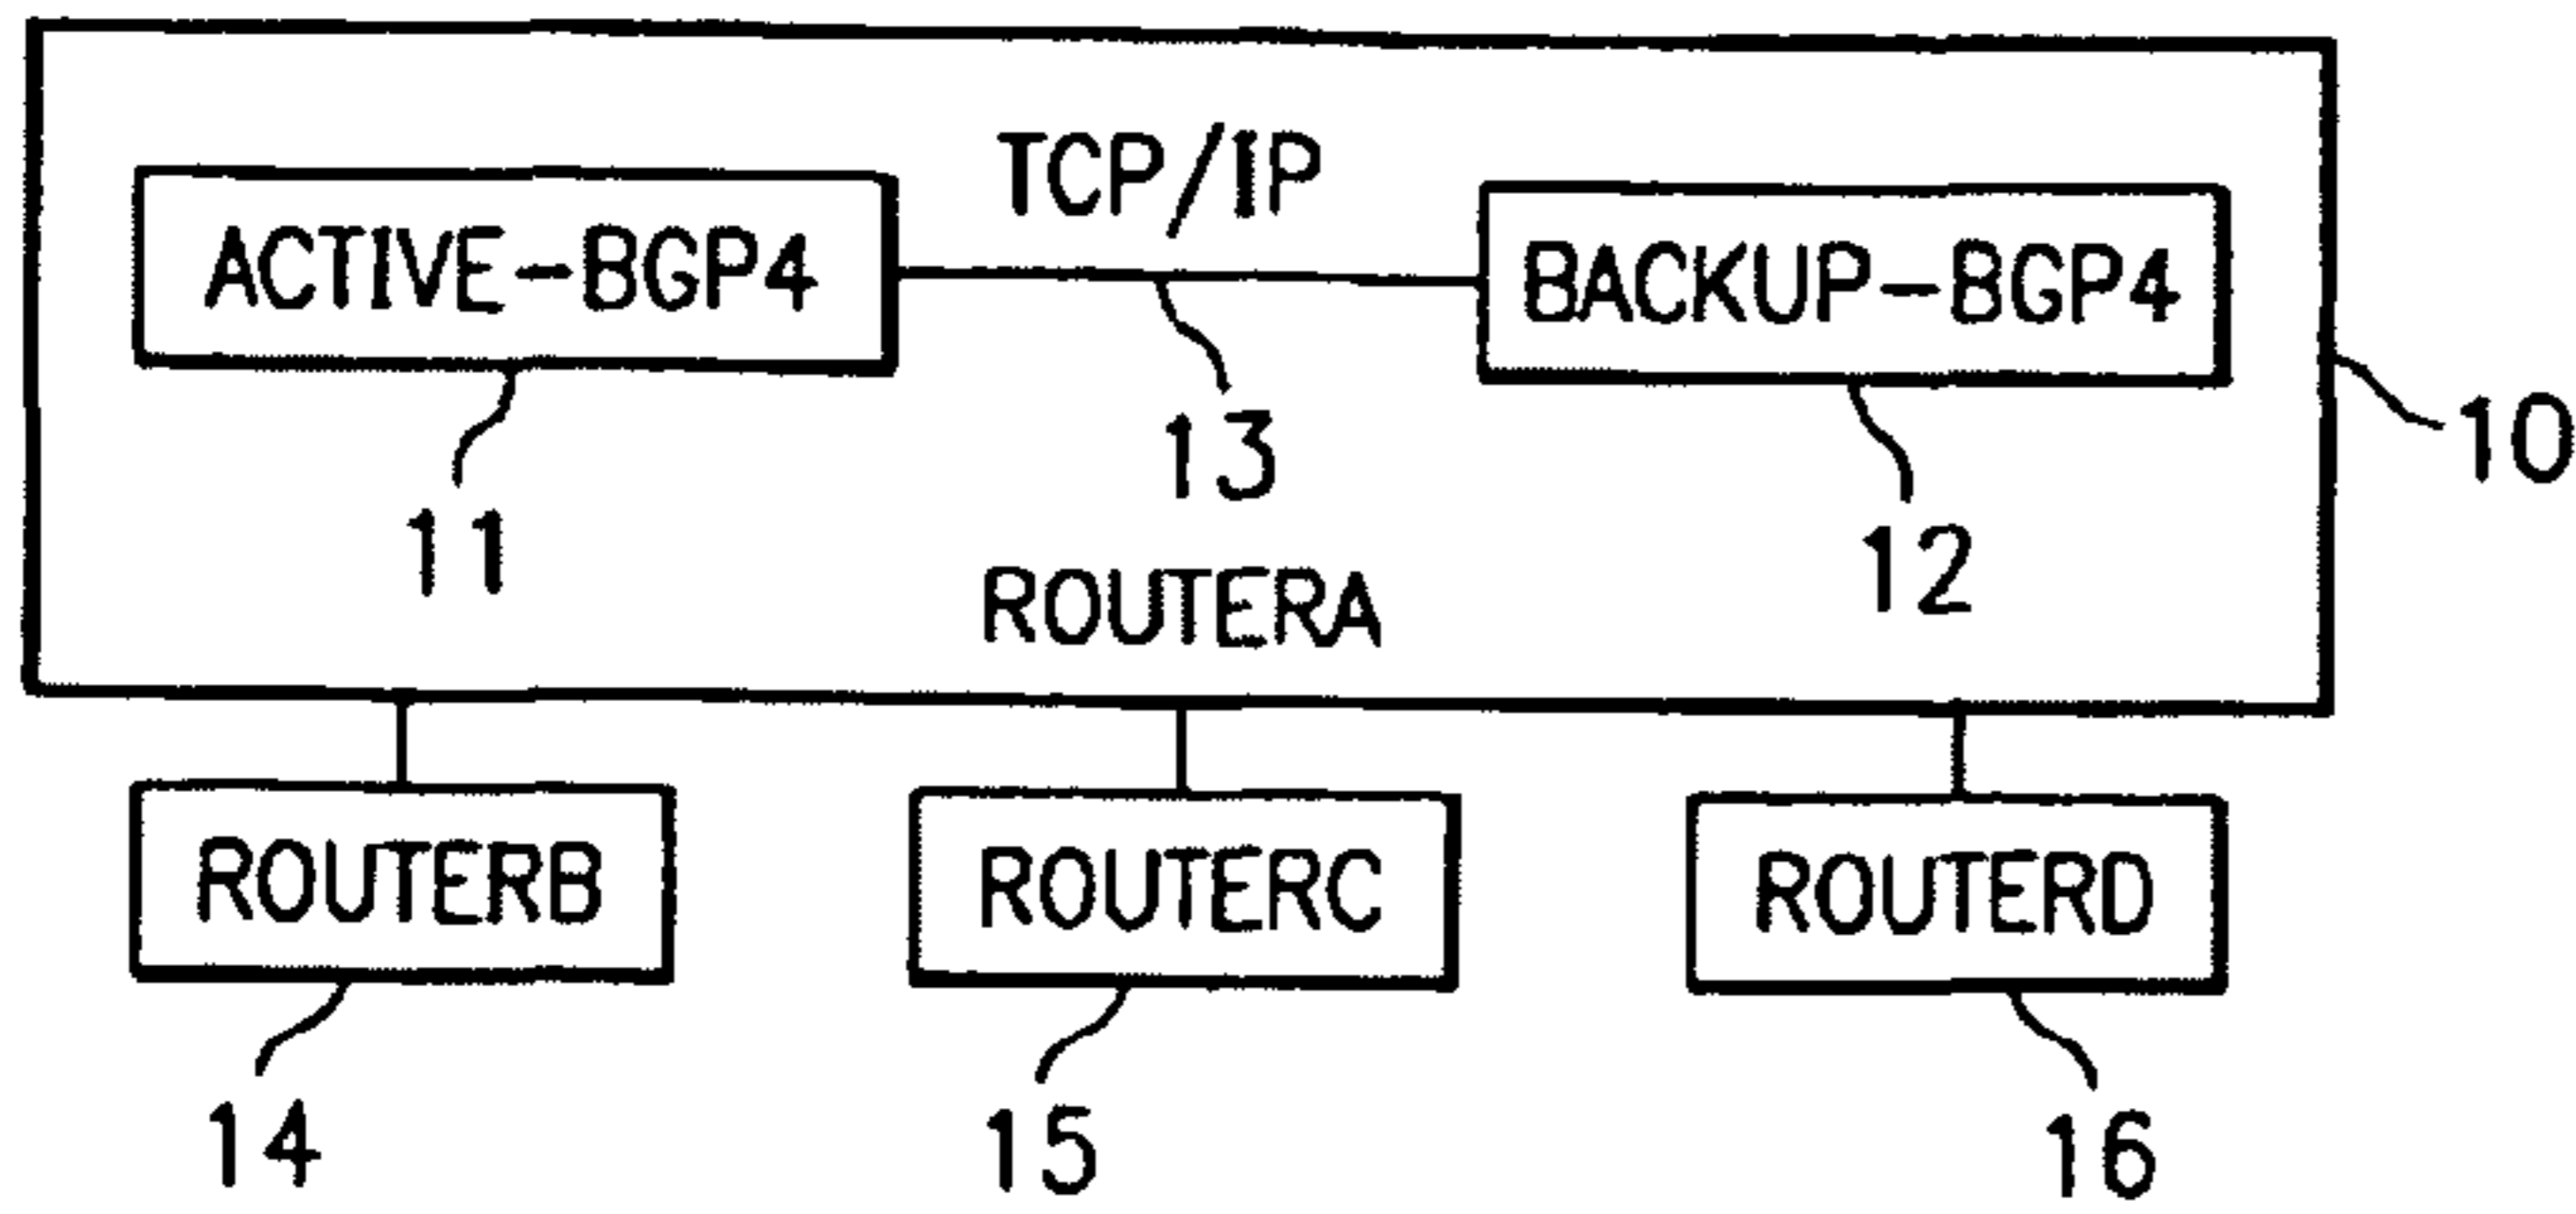 TCP/IP
ACTIVE-BGP4
BACKUP-BGP4
10
13
11
12
ROUTERA
ROUTERB
ROUTERC
ROUTERD
14
15
16